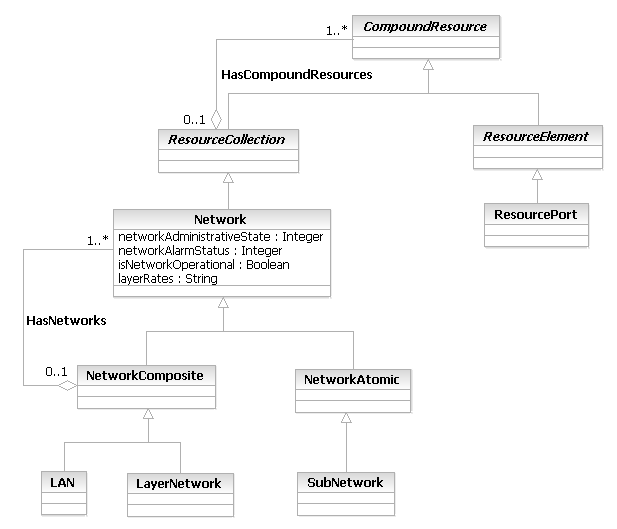 CompoundResource
1..*
HasCompoundResources
0..1
ResourceCollection
ResourceElement
Network
networkAdministrativeState : Integer
networkAlarmStatus : Integer
isNetworkOperational : Boolean
layerRates : String
ResourcePort
1..*
HasNetworks
0..1
NetworkComposite
NetworkAtomic
LAN
LayerNetwork
SubNetwork